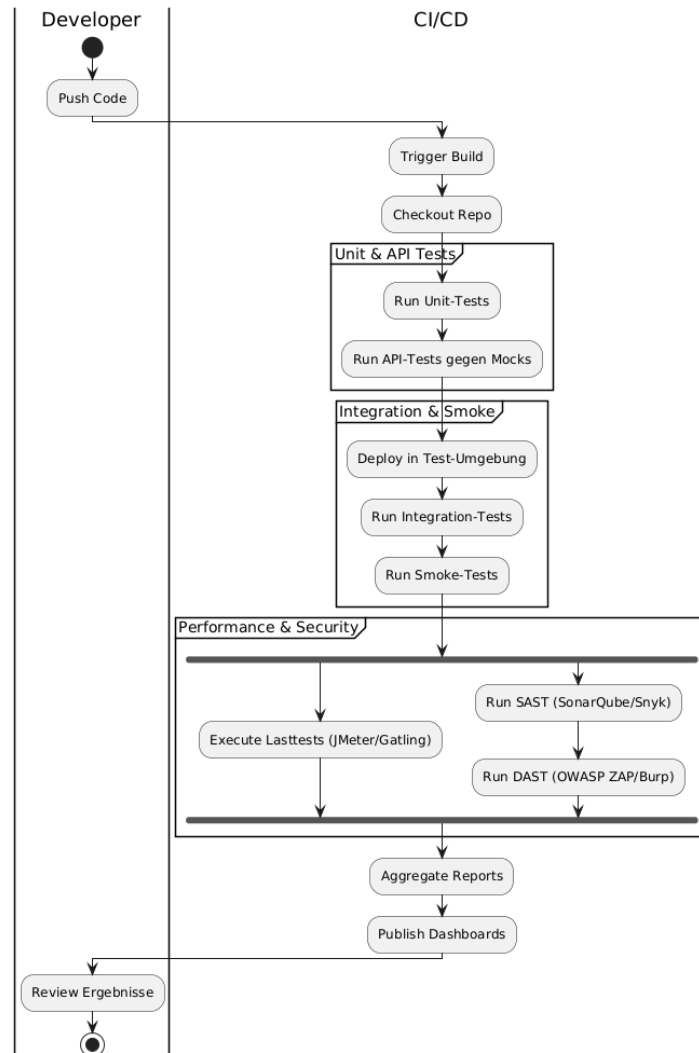 Developer
CI/CD
Push Code
Trigger Build
Checkout Repo
Unit & API Tests
Run Unit-Tests
Run API-Tests gegen Mocks
Integration & Smoke
Deploy in Test-Umgebung
Run Integration-Tests
Run Smoke-Tests
Performance & Security
Run SAST (SonarQube/Snyk)
Execute Lasttests (JMeter/Gatling)
Run DAST (OWASP ZAP/Burp)
Aggregate Reports
Publish Dashboards
Review Ergebnisse